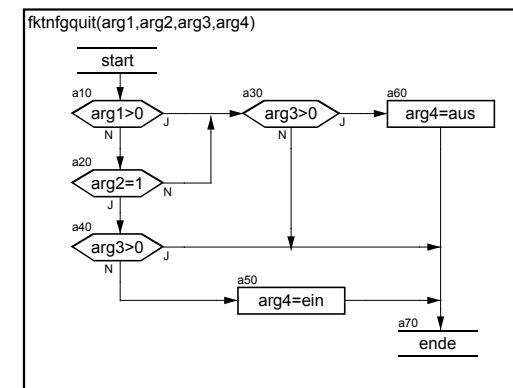 fktnfgquit(arg1,arg2,arg3,arg4)
start
a10
arg1>0
J
N
a30
arg3>0
J
N
a60
arg4=aus
a20
arg2=1
N
J
a40
arg3>0
J
N
a50
arg4=ein
a70
ende